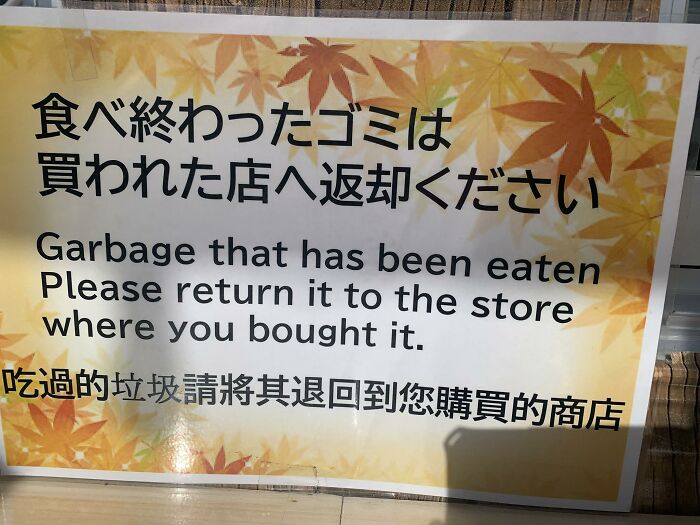 食べ終わったゴミは
買われた店へ返却ください
Garbage that has been eaten
Please return it to the store
where you bought it.
吃過的垃圾請將其退回到您購買的商店